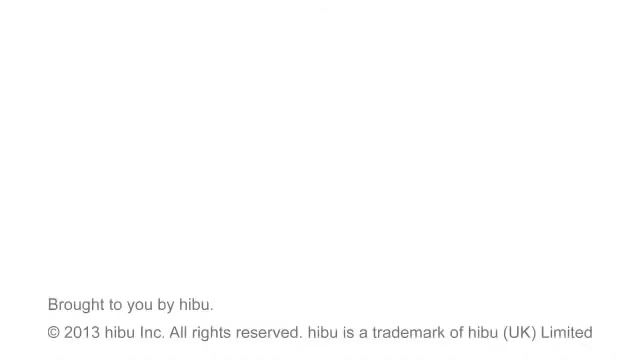 Brought to you by hibu.
© 2013 hibu Inc. All rights reserved. hibu is a trademark of hibu (UK) Limited